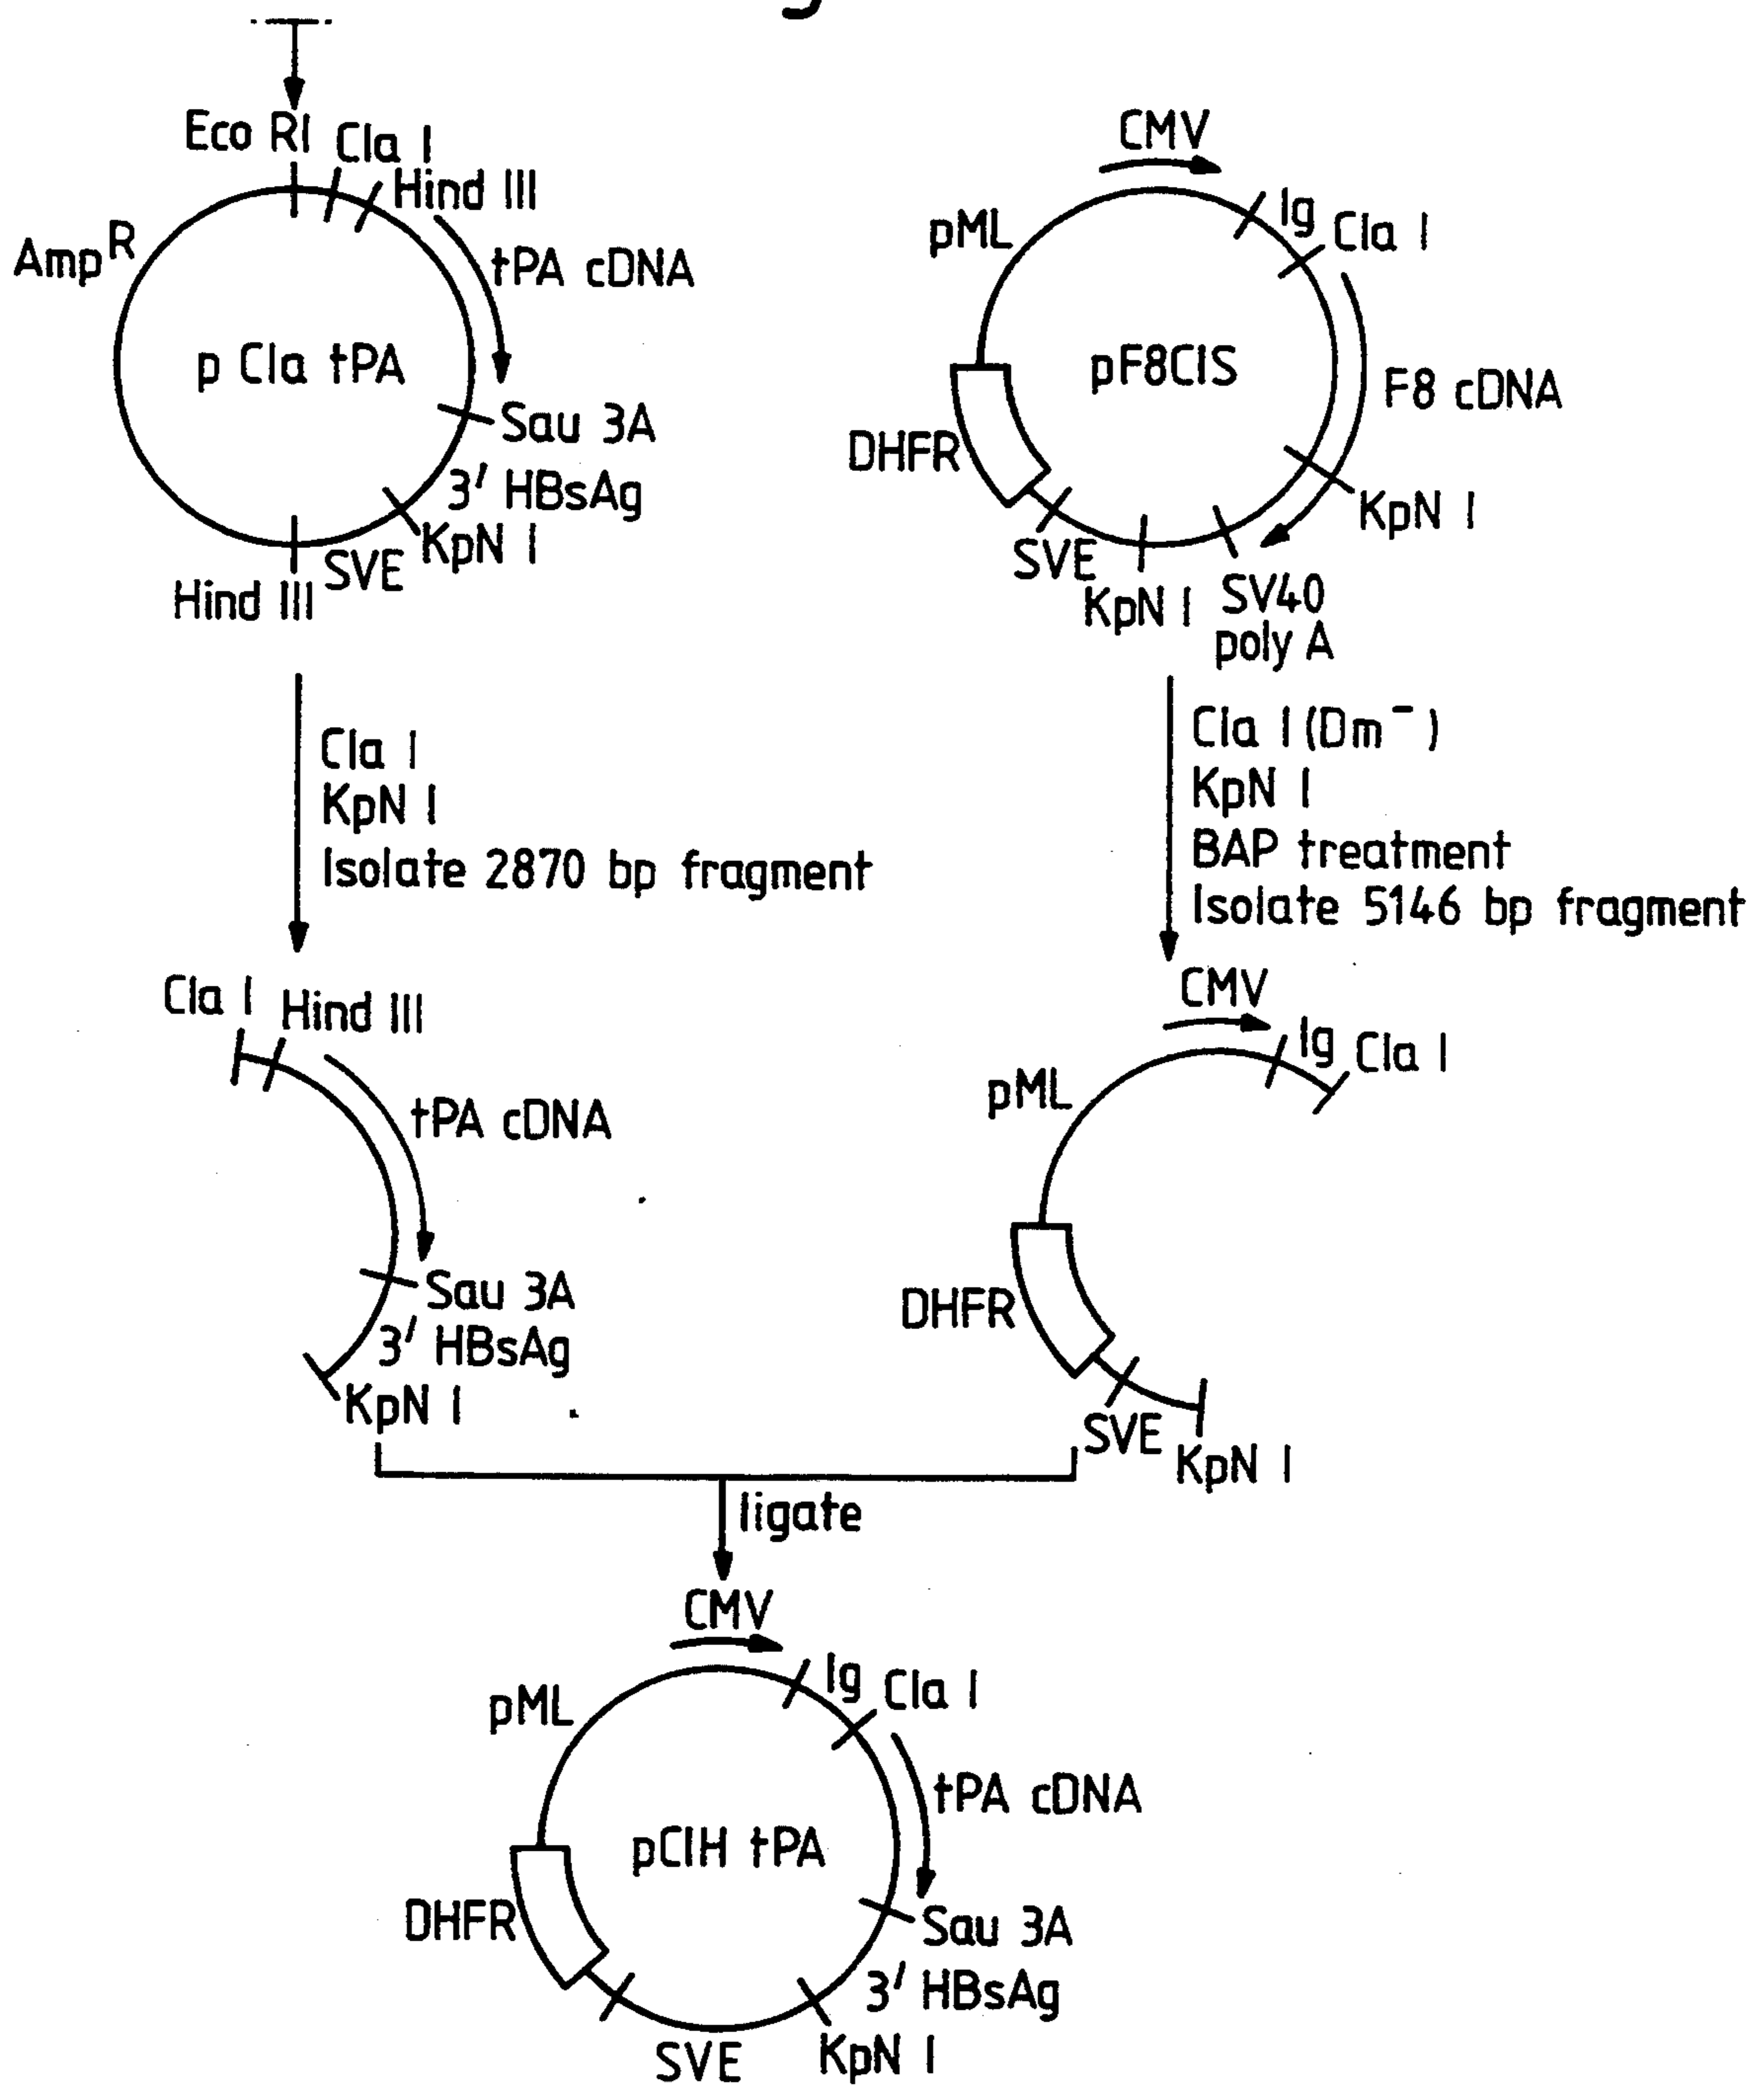 Eco RI
Cla I
Hind III
Amp R
tPA cDNA
p Cla tPA
Sau 3A
3' HBsAg
KpN I
SVE
Hind III
CMV
Ig
Cla I
pML
pF8CIS
F8 cDNA
DHFR
KpN I
SVE
KpN I
SV40
poly A
Cla I
KpN I
Isolate 2870 bp fragment
Cla I (Dm⁻)
KpN I
BAP treatment
Isolate 5146 bp fragment
Cla I
Hind III
tPA cDNA
Sau 3A
3' HBsAg
KpN I
CMV
Ig
Cla I
pML
DHFR
SVE
KpN I
ligate
CMV
Ig
Cla I
pML
tPA cDNA
pCIH tPA
DHFR
Sau 3A
3' HBsAg
SVE
KpN I